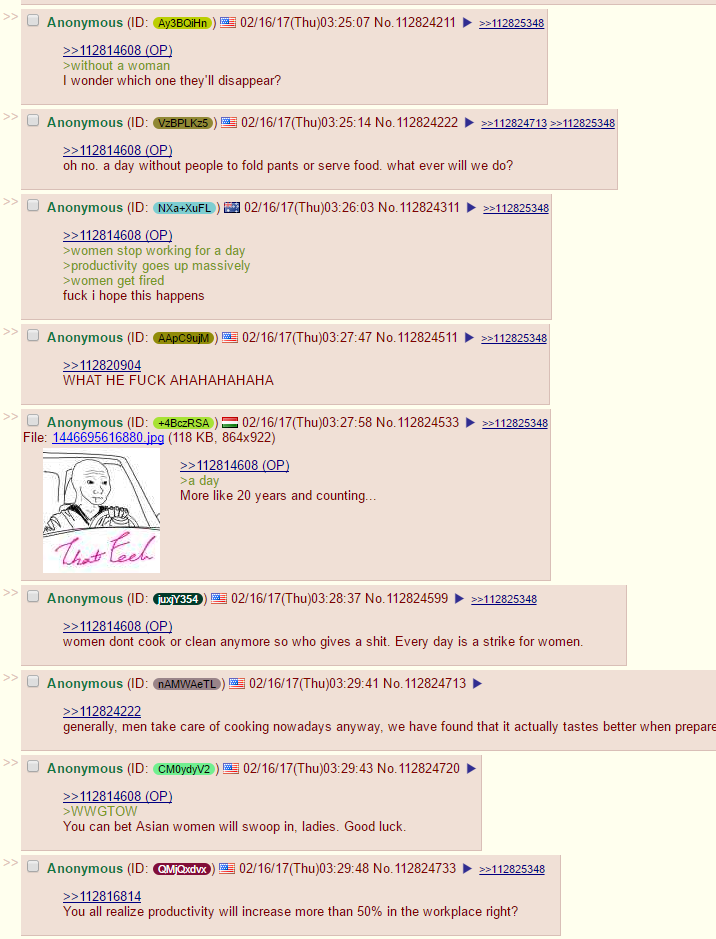 >> Anonymous (ID: Ay3BQiHn) 02/16/17(Thu)03:25:07 No.112824211 ▶ >>112825348
>>112814608 (OP)
>without a woman
I wonder which one they'll disappear?
>> Anonymous (ID: VzBPLKz5) 02/16/17(Thu)03:25:14 No.112824222 ▶ >>112824713 >>112825348
>>112814608 (OP)
oh no. a day without people to fold pants or serve food. what ever will we do?
>> Anonymous (ID: NXa+XuFL) 02/16/17(Thu)03:26:03 No.112824311 ▶ >>112825348
>>112814608 (OP)
>women stop working for a day
>productivity goes up massively
>women get fired
fuck i hope this happens
>> Anonymous (ID: AApC9ujM) 02/16/17(Thu)03:27:47 No.112824511 ▶ >>112825348
>>112820904
WHAT HE FUCK AHAHAHAHAHA
>> Anonymous (ID: +4BczRSA) 02/16/17(Thu)03:27:58 No.112824533 ▶ >>112825348
File: 1446695616880.jpg (118 KB, 864x922)
>>112814608 (OP)
>a day
More like 20 years and counting...
That Feel
>> Anonymous (ID: juxjY354) 02/16/17(Thu)03:28:37 No.112824599 ▶ >>112825348
>>112814608 (OP)
women dont cook or clean anymore so who gives a shit. Every day is a strike for women.
>> Anonymous (ID: nAMWAeTL) 02/16/17(Thu)03:29:41 No.112824713 ▶
>>112824222
generally, men take care of cooking nowadays anyway, we have found that it actually tastes better when prepare
>> Anonymous (ID: CM0ydyV2) 02/16/17(Thu)03:29:43 No.112824720 ▶
>>112814608 (OP)
>WWGTOW
You can bet Asian women will swoop in, ladies. Good luck.
>> Anonymous (ID: QMjQxdvx) 02/16/17(Thu)03:29:48 No.112824733 ▶ >>112825348
>>112816814
You all realize productivity will increase more than 50% in the workplace right?